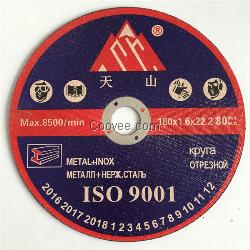 ®
天山
Max.8500/min
180x1.6x22.2 80m/s
Cooyee.com
METAL+INOX
МЕТАЛЛ+НЕРЖ.СТАЛЬ
круга
ОТРЕЗНОЙ
ISO 9001
2016 2017 2018 1 2 3 4 5 6 7 8 9 10 11 12